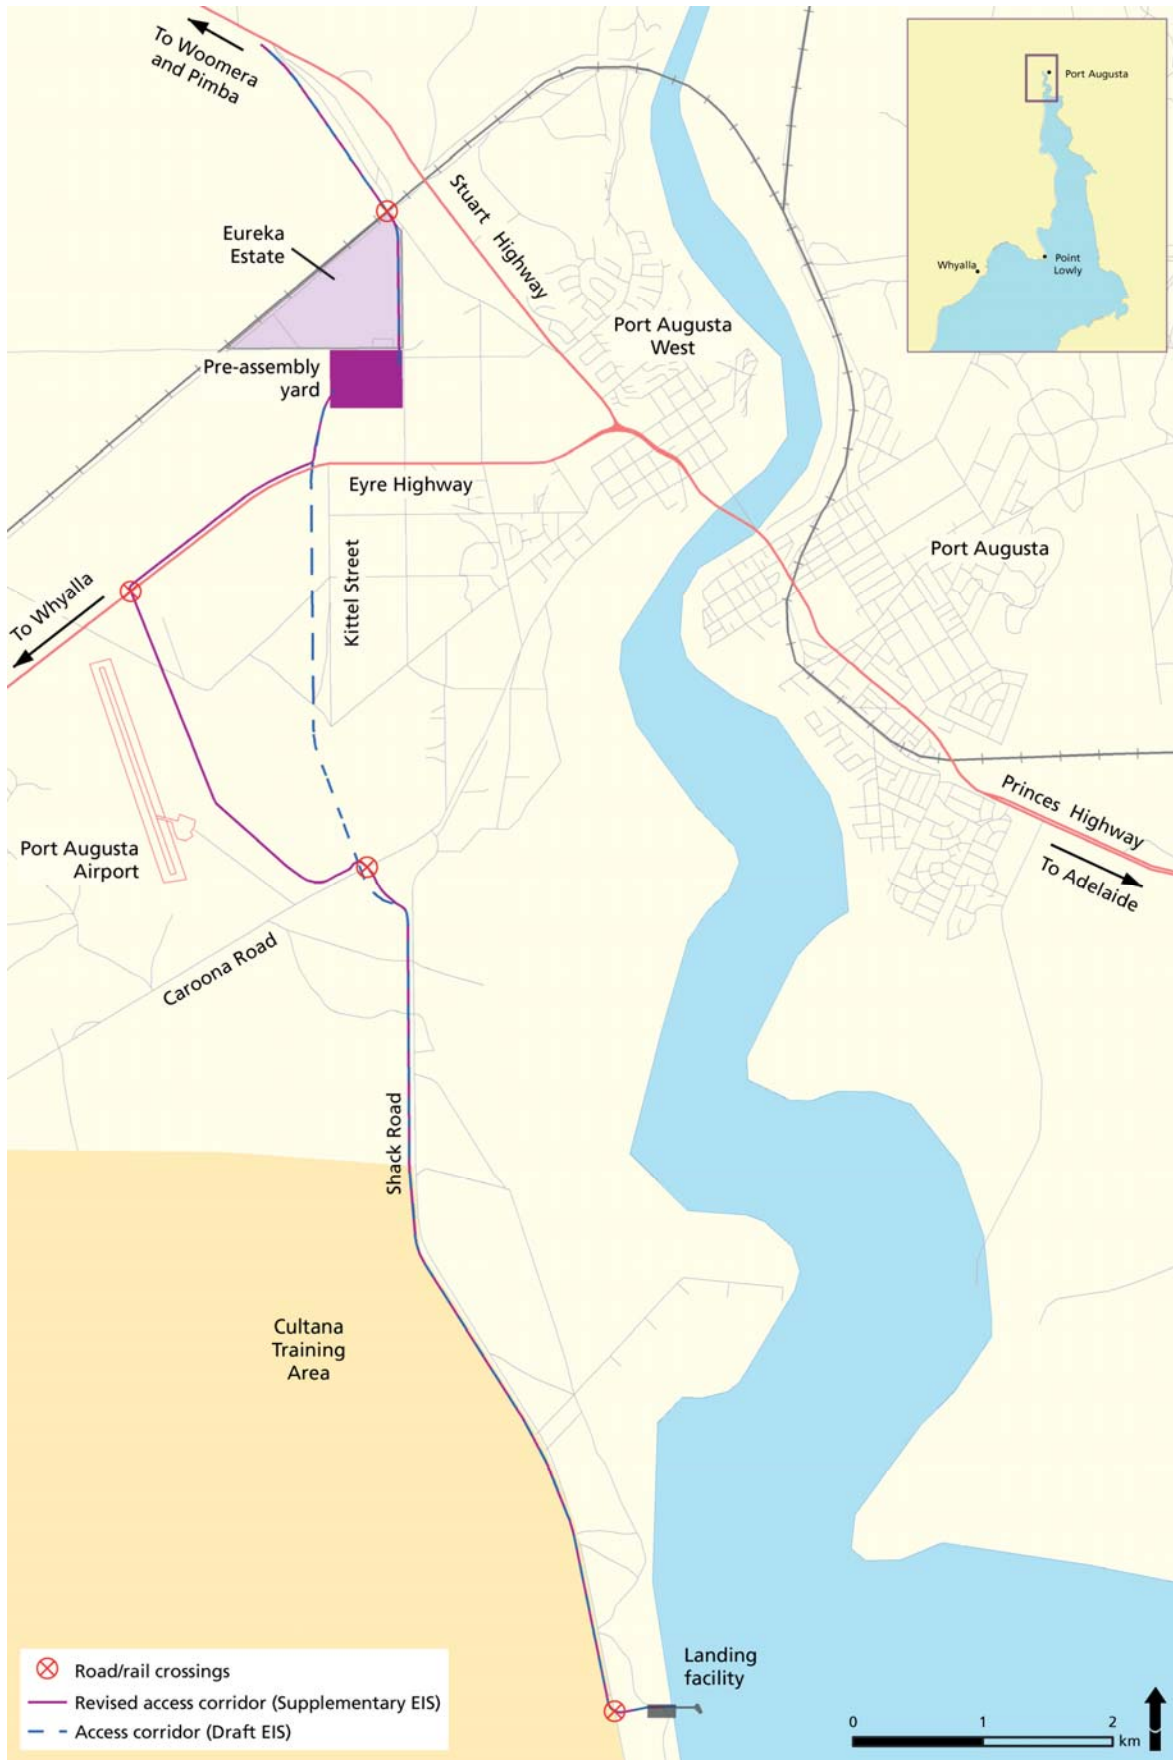 To Woomera
and Pimba
Port Augusta
Whyalla
Point
Lowly
Stuart Highway
Eureka
Estate
Port Augusta
West
Pre-assembly
yard
Eyre Highway
Port Augusta
Kittel Street
To Whyalla
Princes Highway
To Adelaide
Port Augusta
Airport
Caroona Road
Shack Road
Cultana
Training
Area
Landing
facility
Road/rail crossings
Revised access corridor (Supplementary EIS)
Access corridor (Draft EIS)
0 1 2
km